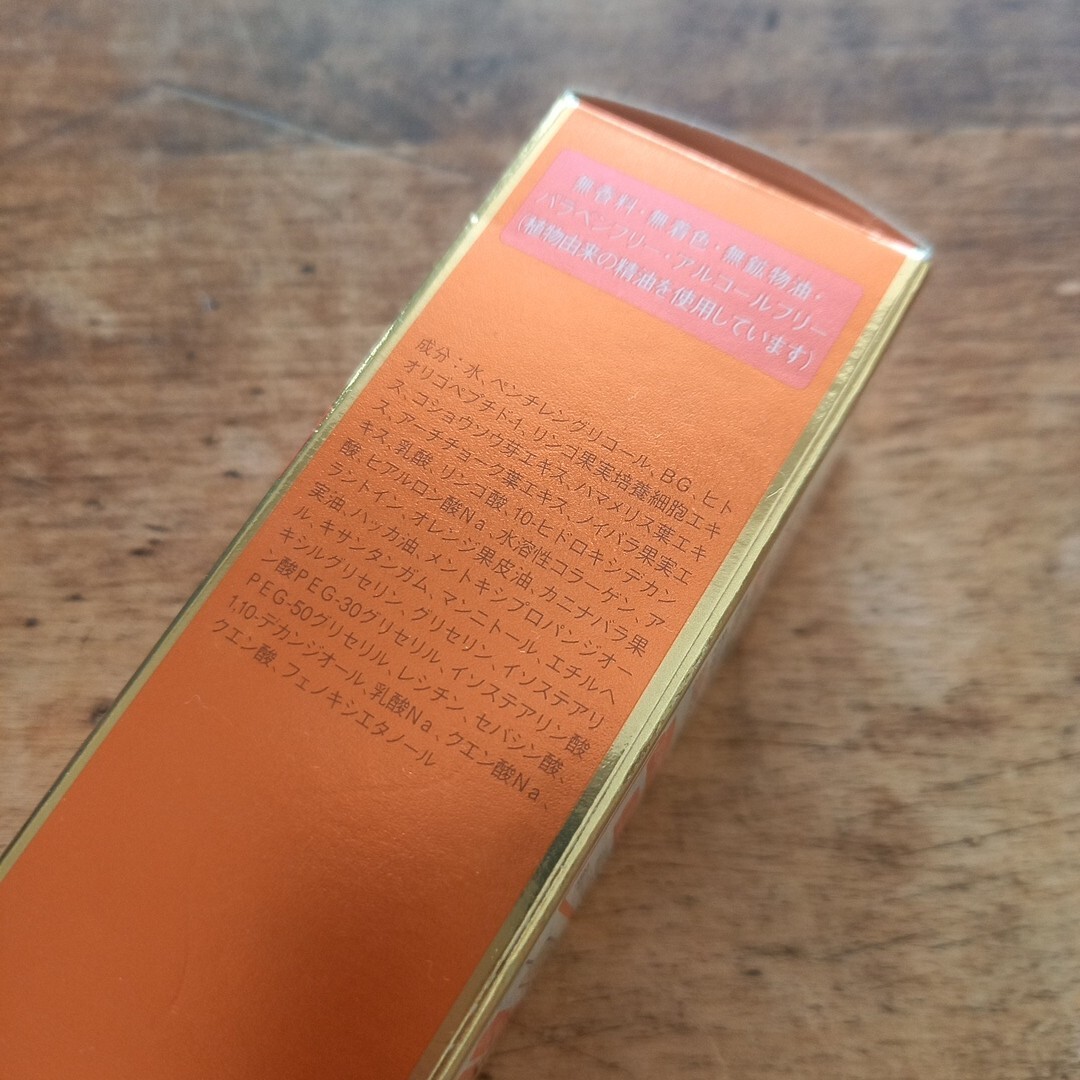 無香料・無着色・無鉱物油・
パラベンフリー・アルコールフリー
(植物由来の精油を使用しています)
成分：水、ペンチレングリコール、BG、ヒト
オリゴペプチド-1、リンゴ果実培養細胞エキ
ス、コショウソウ芽エキス、ハマメリス葉エキ
ス、アーチチョーク葉エキス、ノイバラ果実エ
キス、乳酸、リンゴ酸、10-ヒドロキシデカン
酸、ヒアルロン酸Na、水溶性コラーゲン、ア
ラントイン、オレンジ果皮油、カニナバラ果
実油、ハッカ油、メントキシプロパンジオー
ル、キサンタンガム、マンニトール、エチルヘ
キシルグリセリン、グリセリン、イソステアリ
ン酸PEG-30グリセリル、イソステアリン酸
PEG-50グリセリル、レシチン、セバシン酸、
1,10-デカンジオール、乳酸Na、クエン酸Na、
クエン酸、フェノキシエタノール